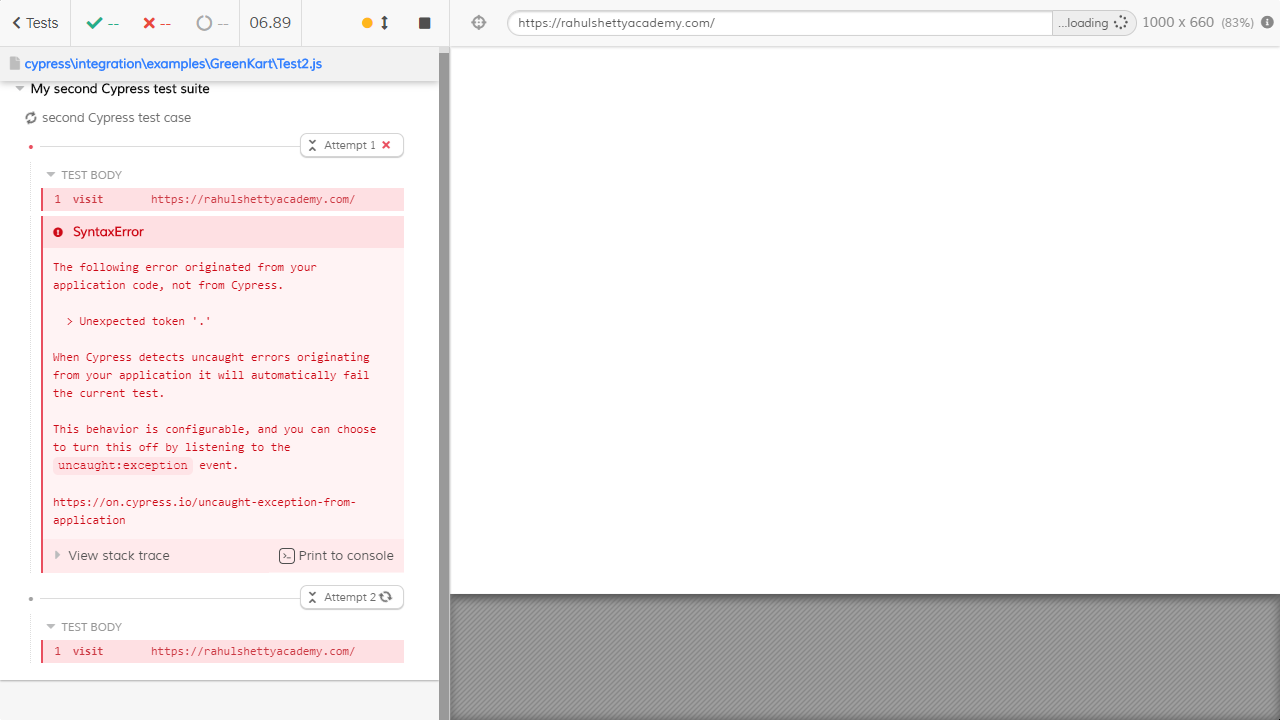 Tests
--
--
--
06.89
https://rahulshettyacademy.com/
...loading
1000 x 660 (83%)
cypress\integration\examples\GreenKart\Test2.js
My second Cypress test suite
second Cypress test case
Attempt 1
TEST BODY
1 visit https://rahulshettyacademy.com/
SyntaxError
The following error originated from your
application code, not from Cypress.
> Unexpected token '.'
When Cypress detects uncaught errors originating
from your application it will automatically fail
the current test.
This behavior is configurable, and you can choose
to turn this off by listening to the
uncaught:exception event.
https://on.cypress.io/uncaught-exception-from-
application
View stack trace
Print to console
Attempt 2
TEST BODY
1 visit https://rahulshettyacademy.com/